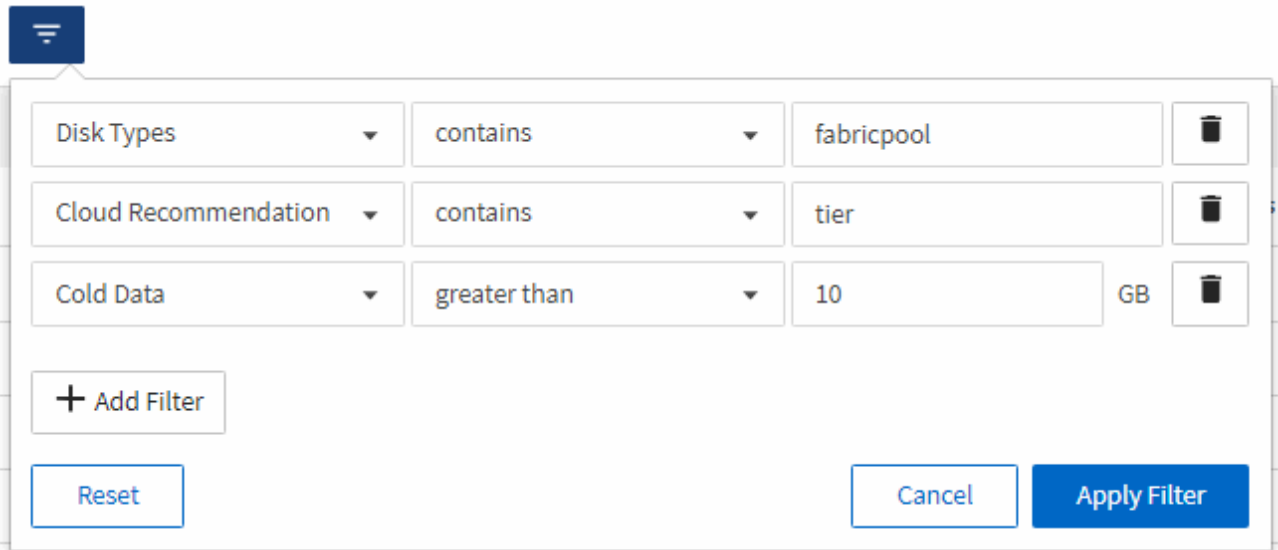 Disk Types contains fabricpool
Cloud Recommendation contains tier
Cold Data greater than 10 GB
+ Add Filter
Reset Cancel Apply Filter